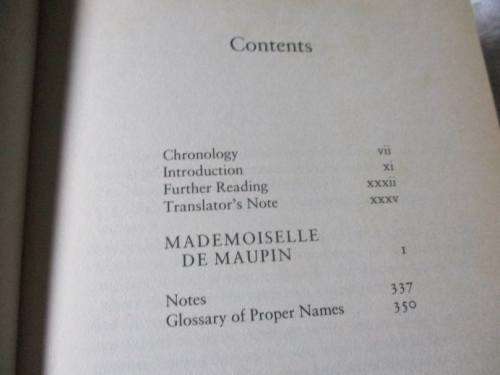 Contents
Chronology vii
Introduction xi
Further Reading xxxii
Translator's Note xxxv
MADEMOISELLE
DE MAUPIN 1
Notes 337
Glossary of Proper Names 350